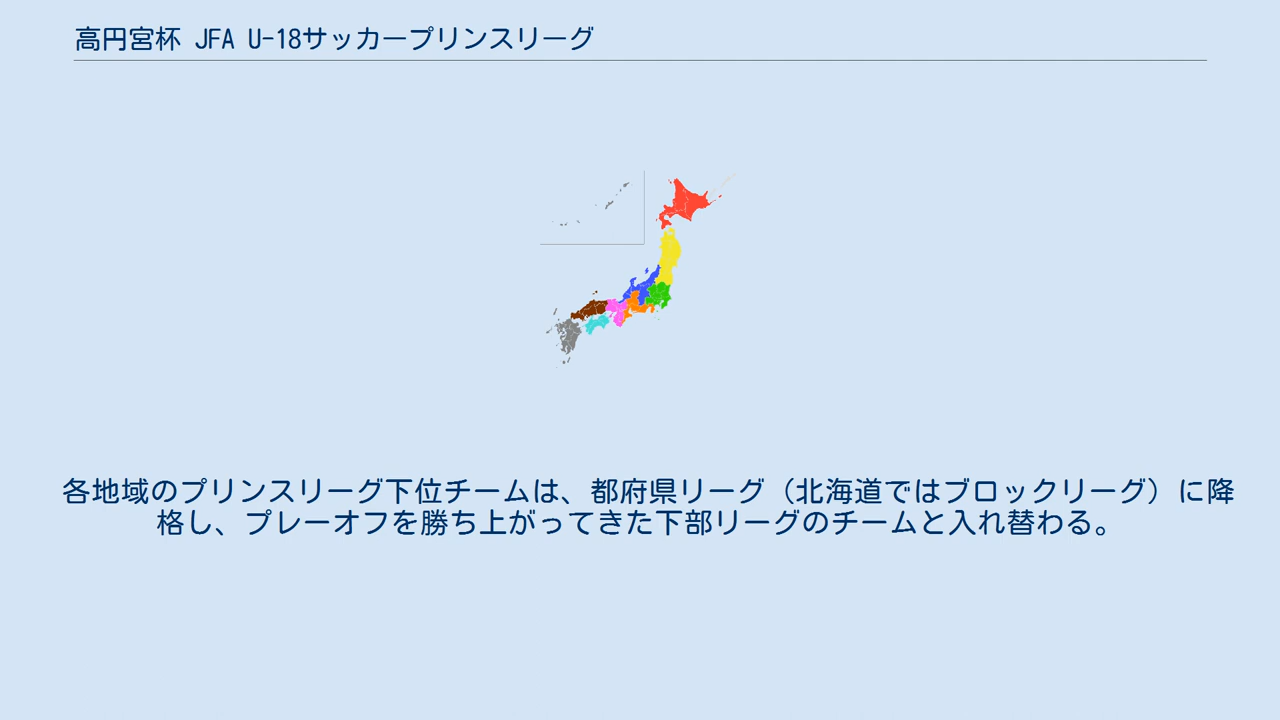 高円宮杯 JFA U-18サッカープリンスリーグ
各地域のプリンスリーグ下位チームは、都府県リーグ（北海道ではブロックリーグ）に降
格し、プレーオフを勝ち上がってきた下部リーグのチームと入れ替わる。